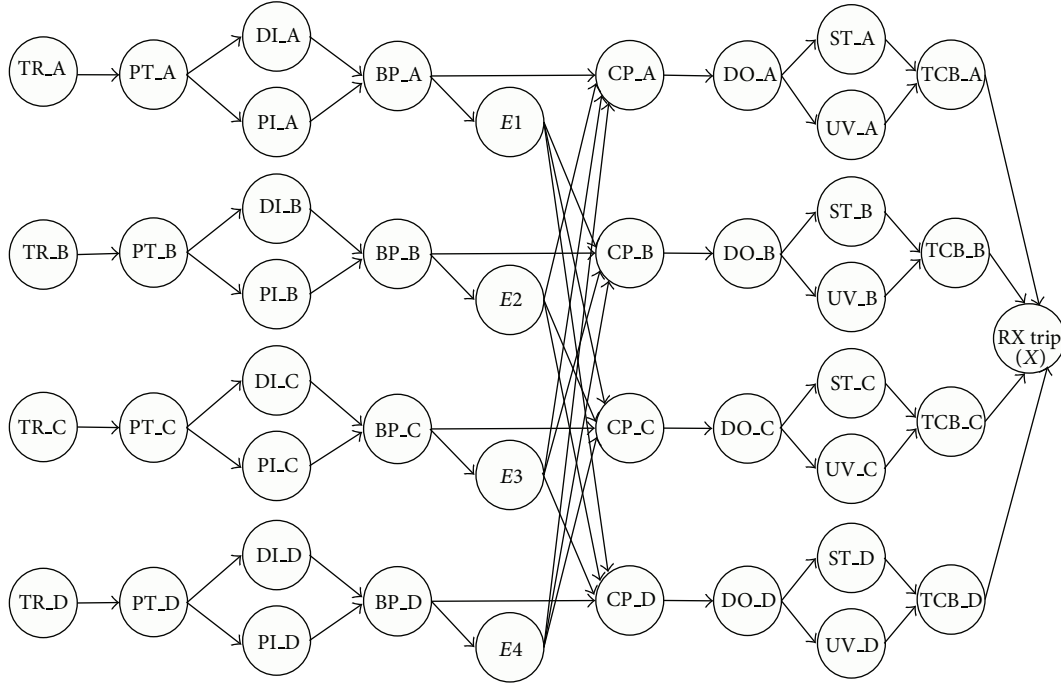 TR_A
PT_A
DI_A
PI_A
BP_A
E1
CP_A
DO_A
ST_A
UV_A
TCB_A
TR_B
PT_B
DI_B
PI_B
BP_B
E2
CP_B
DO_B
ST_B
UV_B
TCB_B
RX trip
(X)
TR_C
PT_C
DI_C
PI_C
BP_C
E3
CP_C
DO_C
ST_C
UV_C
TCB_C
TR_D
PT_D
DI_D
PI_D
BP_D
E4
CP_D
DO_D
ST_D
UV_D
TCB_D